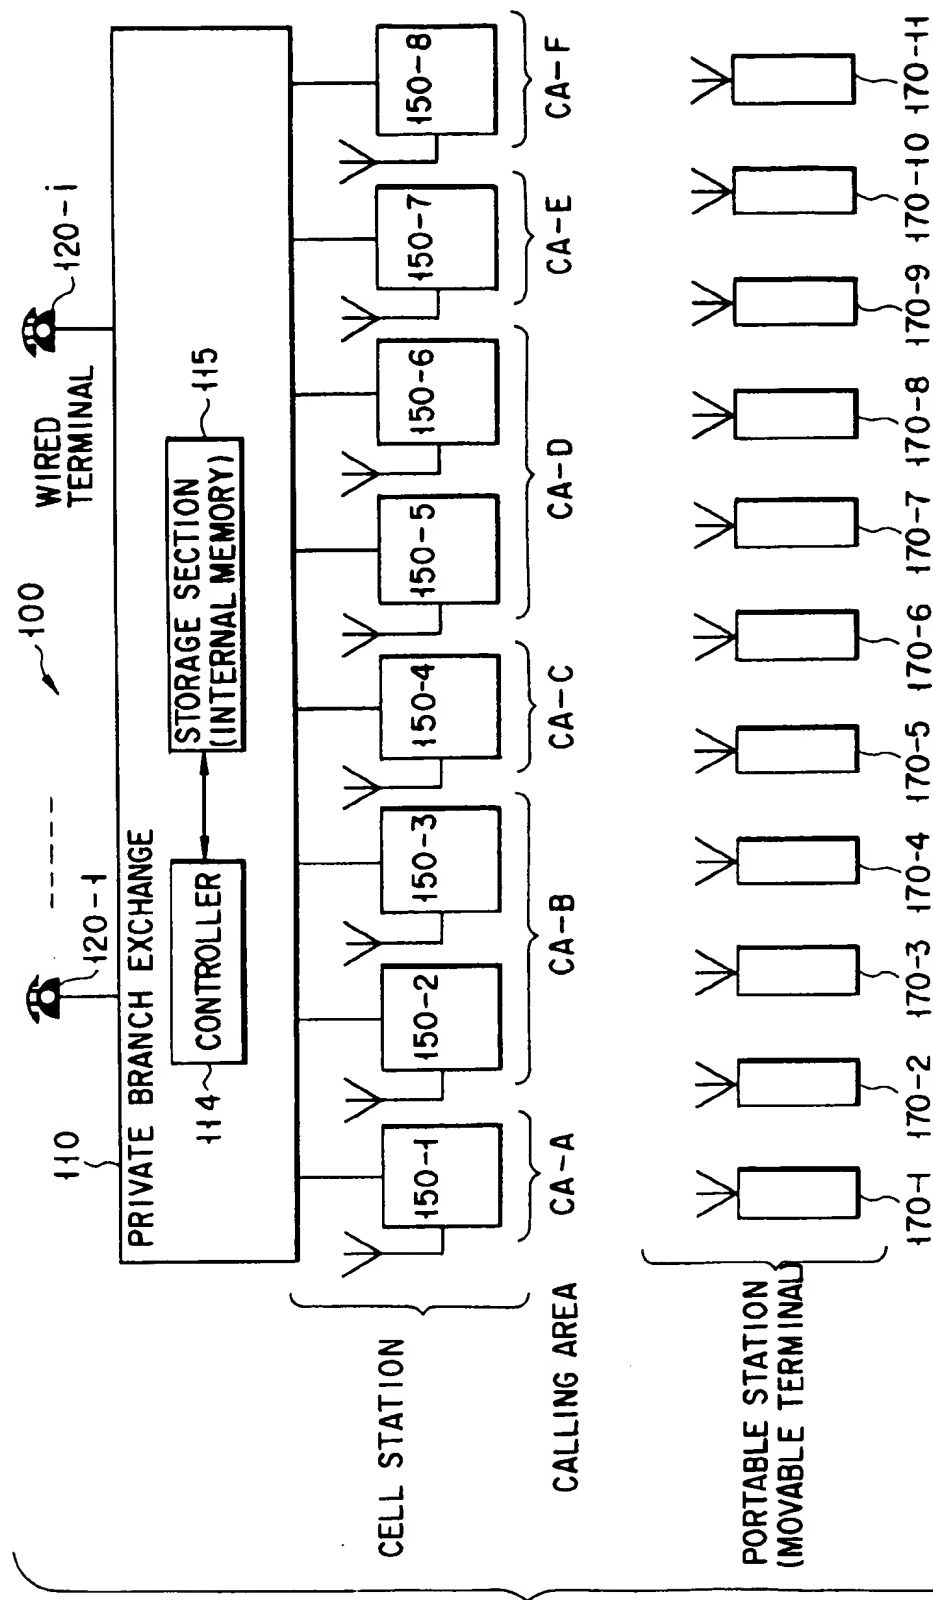 100
120-1
WIRED
TERMINAL
120-i
110
PRIVATE BRANCH EXCHANGE
114
CONTROLLER
STORAGE SECTION
(INTERNAL MEMORY)
115
CELL STATION
150-1
150-2
150-3
150-4
150-5
150-6
150-7
150-8
CALLING AREA
CA-A
CA-B
CA-C
CA-D
CA-E
CA-F
PORTABLE STATION
(MOVABLE TERMINAL)
170-1
170-2
170-3
170-4
170-5
170-6
170-7
170-8
170-9
170-10
170-11